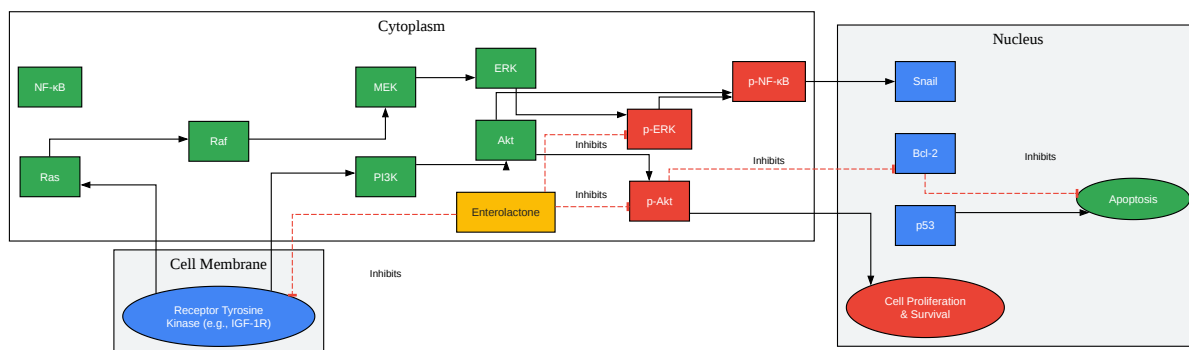 Cytoplasm
Nucleus
NF-κB
MEK
ERK
p-NF-κB
Snail
Raf
Akt
p-ERK
Inhibits
Bcl-2
Inhibits
Inhibits
Ras
PI3K
Enterolactone
Inhibits
p-Akt
Apoptosis
p53
Cell Membrane
Inhibits
Receptor Tyrosine
Kinase (e.g., IGF-1R)
Cell Proliferation
& Survival